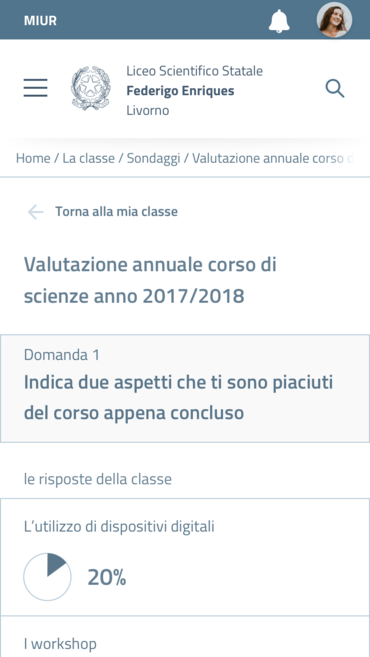 MIUR
Liceo Scientifico Statale
Federigo Enriques
Livorno
Home / La classe / Sondaggi / Valutazione annuale corso
Torna alla mia classe
Valutazione annuale corso di
scienze anno 2017/2018
Domanda 1
Indica due aspetti che ti sono piaciuti
del corso appena concluso
le risposte della classe
L'utilizzo di dispositivi digitali
20%
I workshop